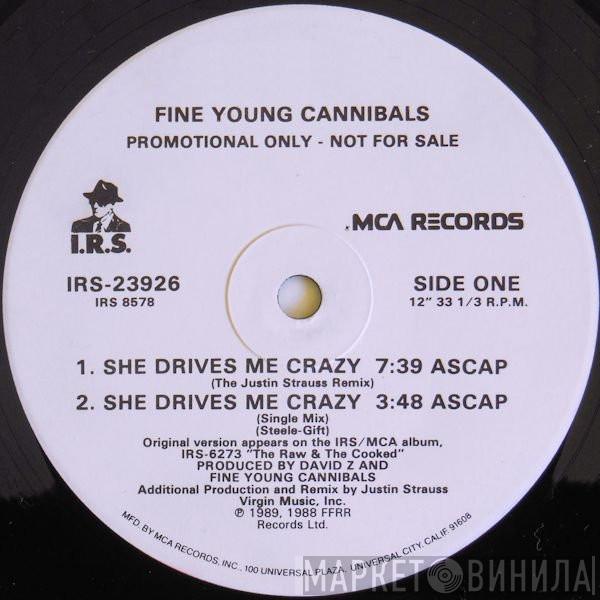 FINE YOUNG CANNIBALS
PROMOTIONAL ONLY - NOT FOR SALE
I.R.S.
MCA RECORDS
IRS-23926
IRS 8578
SIDE ONE
12" 33 1/3 R.P.M.
1. SHE DRIVES ME CRAZY 7:39 ASCAP
(The Justin Strauss Remix)
2. SHE DRIVES ME CRAZY 3:48 ASCAP
(Single Mix)
(Steele-Gift)
Original version appears on the IRS/MCA album,
IRS-6273 "The Raw & The Cooked"
PRODUCED BY DAVID Z AND
FINE YOUNG CANNIBALS
Additional Production and Remix by Justin Strauss
Virgin Music, Inc.
℗ 1989, 1988 FFRR
Records Ltd.
MFD. BY MCA RECORDS, INC., 100 UNIVERSAL PLAZA, UNIVERSAL CITY, CALIF. 91608
МАРКЕТ ВИНИЛА